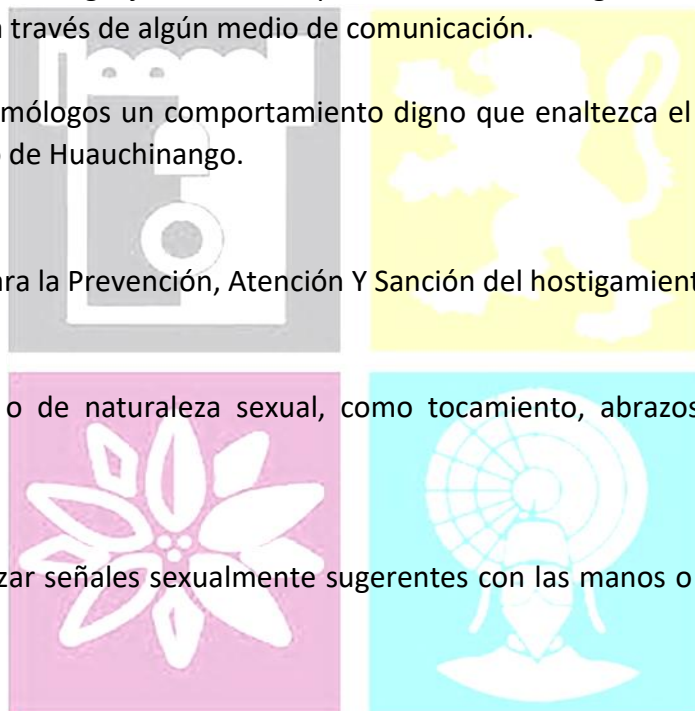 través de algún medio de comunicación.
mólogos un comportamiento digno que enaltezca el
de Huauchinango.
ra la Prevención, Atención Y Sanción del hostigamient
o de naturaleza sexual, como tocamiento, abrazos
zar señales sexualmente sugerentes con las manos o